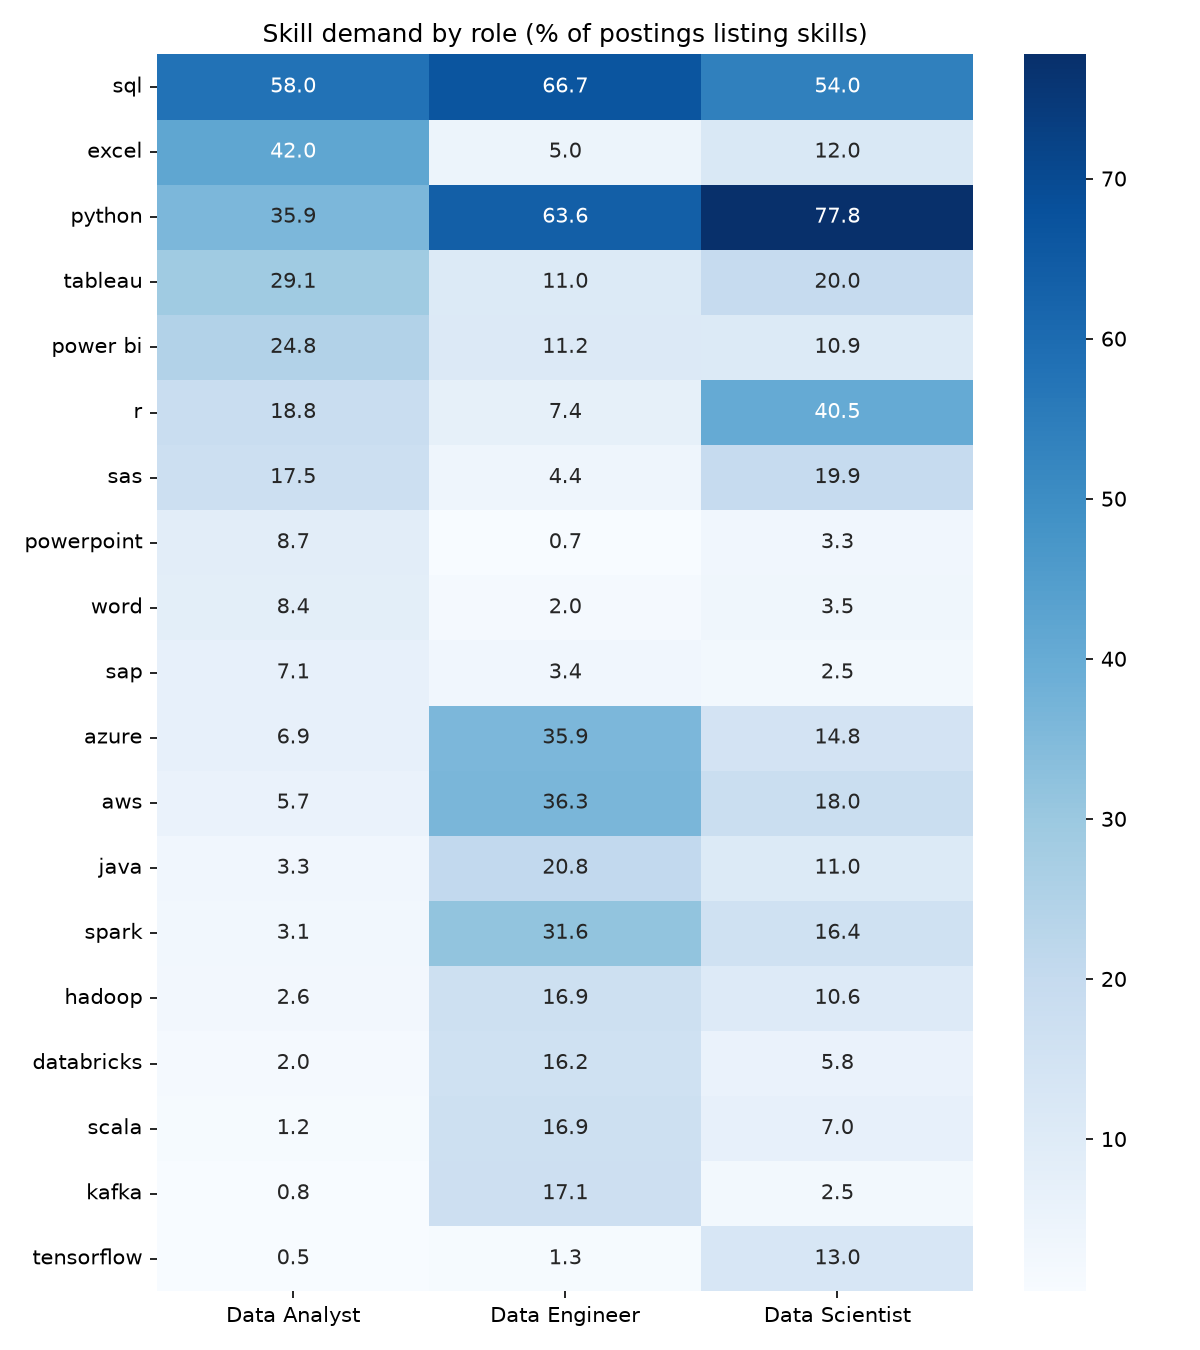 Skill demand by role (% of postings listing skills)
sql 58.0 66.7 54.0
excel 42.0 5.0 12.0
python 35.9 63.6 77.8
tableau 29.1 11.0 20.0
power bi 24.8 11.2 10.9
r 18.8 7.4 40.5
sas 17.5 4.4 19.9
powerpoint 8.7 0.7 3.3
word 8.4 2.0 3.5
sap 7.1 3.4 2.5
azure 6.9 35.9 14.8
aws 5.7 36.3 18.0
java 3.3 20.8 11.0
spark 3.1 31.6 16.4
hadoop 2.6 16.9 10.6
databricks 2.0 16.2 5.8
scala 1.2 16.9 7.0
kafka 0.8 17.1 2.5
tensorflow 0.5 1.3 13.0
Data Analyst Data Engineer Data Scientist
70
60
50
40
30
20
10